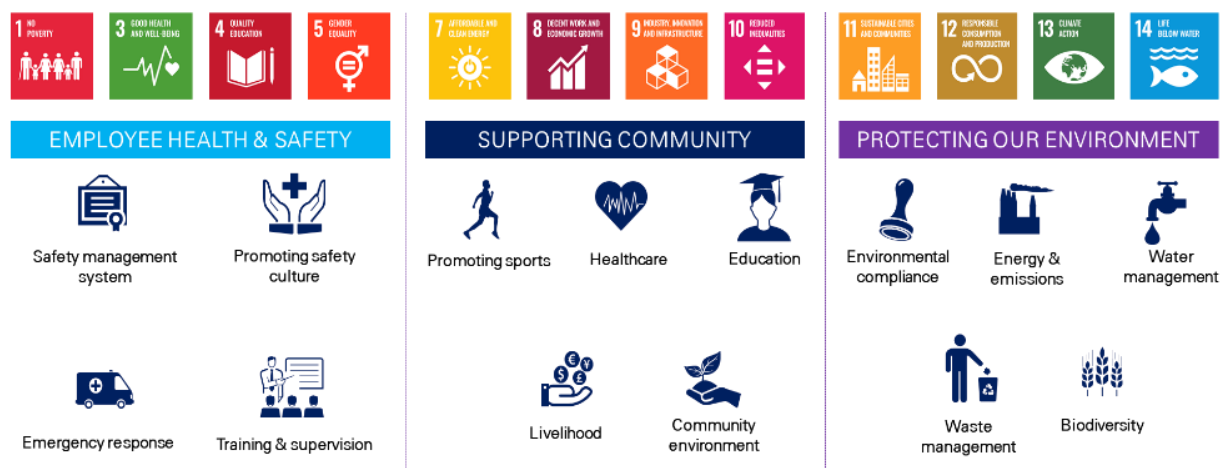 1 NO
POVERTY
3 GOOD HEALTH
AND WELL-BEING
4 QUALITY
EDUCATION
5 GENDER
EQUALITY
7 AFFORDABLE AND
CLEAN ENERGY
8 DECENT WORK AND
ECONOMIC GROWTH
9 INDUSTRY, INNOVATION
AND INFRASTRUCTURE
10 REDUCED
INEQUALITIES
11 SUSTAINABLE CITIES
AND COMMUNITIES
12 RESPONSIBLE
CONSUMPTION
AND PRODUCTION
13 CLIMATE
ACTION
14 LIFE
BELOW WATER
EMPLOYEE HEALTH & SAFETY
Safety management
system
Promoting safety
culture
Emergency response
Training & supervision
SUPPORTING COMMUNITY
Promoting sports
Healthcare
Education
$ € £ ¥
Livelihood
Community
environment
PROTECTING OUR ENVIRONMENT
Environmental
compliance
Energy &
emissions
Water
management
Waste
management
Biodiversity